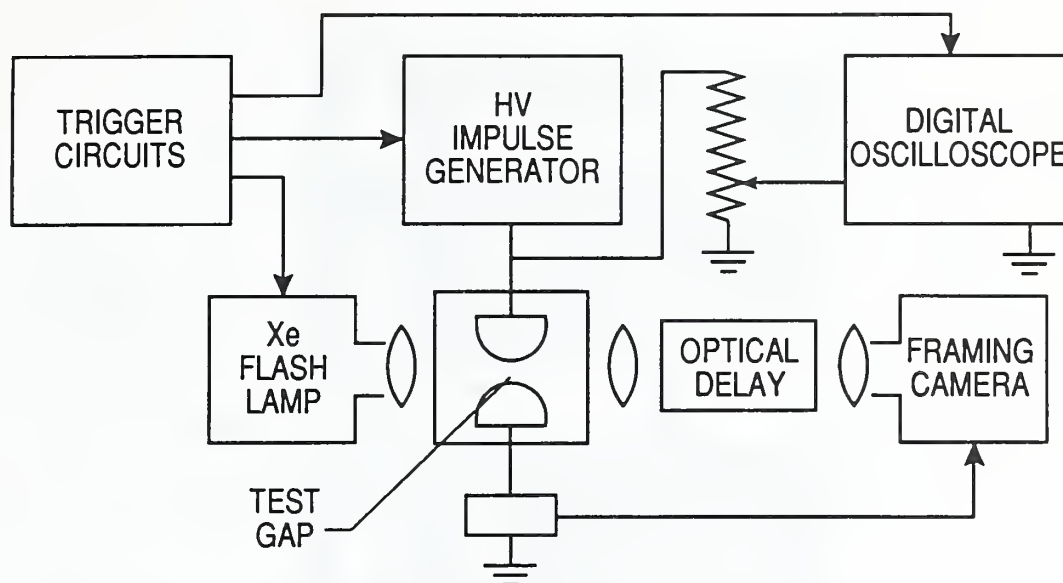 TRIGGER
CIRCUITS
HV
IMPULSE
GENERATOR
DIGITAL
OSCILLOSCOPE
Xe
FLASH
LAMP
OPTICAL
DELAY
FRAMING
CAMERA
TEST
GAP